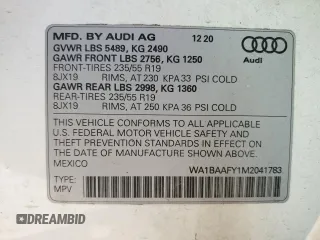 MFD. BY AUDI AG 12 20
GVWR LBS 5489, KG 2490
GAWR FRONT LBS 2756, KG 1250
FRONT-TIRES 235/55 R19
8JX19 RIMS, AT 230 KPA 33 PSI COLD
GAWR REAR LBS 2998, KG 1360
REAR-TIRES 235/55 R19
8JX19 RIMS, AT 250 KPA 36 PSI COLD
Audi
THIS VEHICLE CONFORMS TO ALL APPLICABLE
U.S. FEDERAL MOTOR VEHICLE SAFETY, BUMPER AND
THEFT PREVENTION STANDARDS IN EFFECT ON THE
DATE OF MANUFACTURE SHOWN ABOVE.
MEXICO
WA1BAAFY1M2041783
TYPE:
MPV
DREAMBID.COM